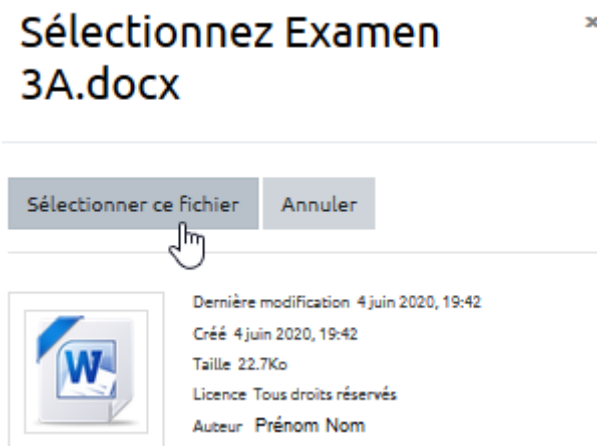 Sélectionnez Examen
3A.docx
Sélectionner ce fichier Annuler
Dernière modification 4 juin 2020, 19:42
Créé 4 juin 2020, 19:42
Taille 22.7Ko
Licence Tous droits réservés
Auteur Prénom Nom
W